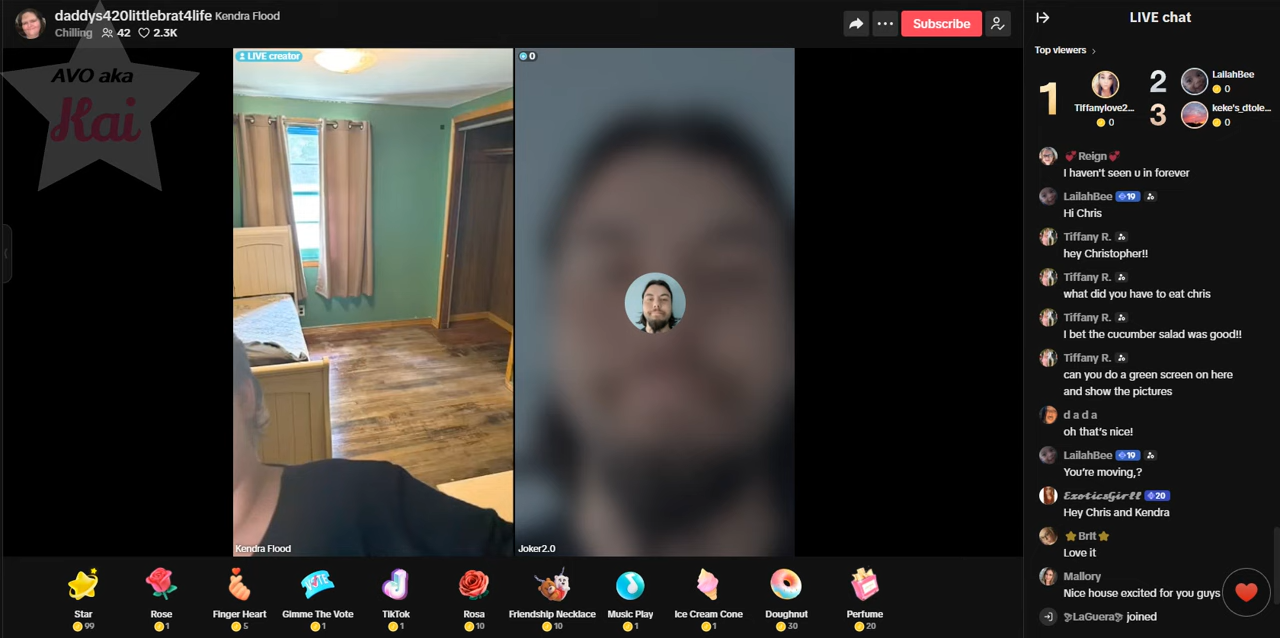 daddys420littlebrat4life Kendra Flood
Chilling 42 2.3K
Subscribe
AVO aka
Kai
LIVE creator
0
Kendra Flood
Joker2.0
Star
99
Rose
1
Finger Heart
5
Gimme The Vote
1
TikTok
1
Rosa
10
Friendship Necklace
10
Music Play
1
Ice Cream Cone
1
Doughnut
30
Perfume
20
LIVE chat
Top viewers
1
Tiffanylove2...
0
2
LailahBee
0
3
keke's_dtole...
0
💞 Reign 💞
I haven't seen u in forever
LailahBee 19
Hi Chris
Tiffany R.
hey Christopher!!
Tiffany R.
what did you have to eat chris
Tiffany R.
I bet the cucumber salad was good!!
Tiffany R.
can you do a green screen on here
and show the pictures
d a d a
oh that's nice!
LailahBee 19
You're moving,?
ExoticsGirll 20
Hey Chris and Kendra
⭐Brit⭐
Love it
Mallory
Nice house excited for you guys
LaGuera joined